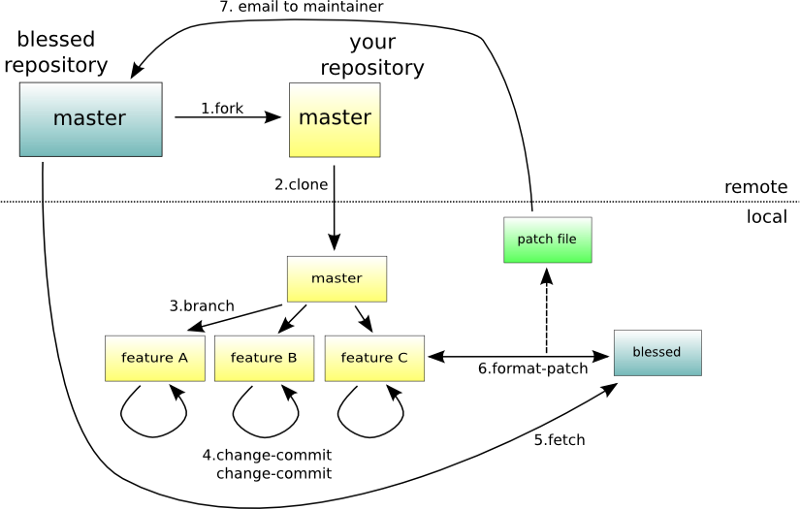 7. email to maintainer
blessed
repository
your
repository
master
1.fork
master
2.clone
remote
local
patch file
master
3.branch
feature A
feature B
feature C
blessed
6.format-patch
5.fetch
4.change-commit
change-commit